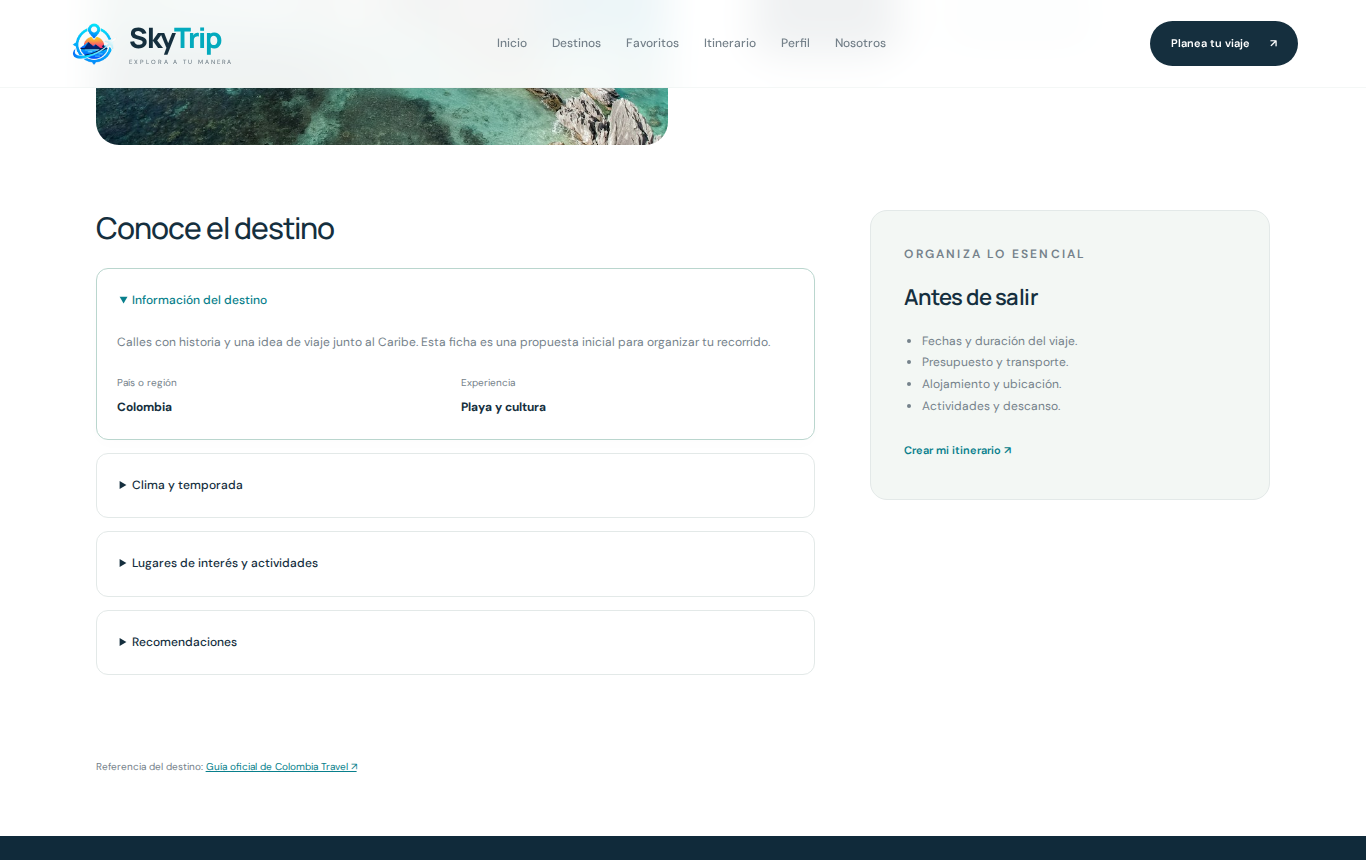 SkyTrip
EXPLORA A TU MANERA
Inicio
Destinos
Favoritos
Itinerario
Perfil
Nosotros
Planea tu viaje
Conoce el destino
Información del destino
Calles con historia y una idea de viaje junto al Caribe. Esta ficha es una propuesta inicial para organizar tu recorrido.
País o región
Experiencia
Colombia
Playa y cultura
Clima y temporada
Lugares de interés y actividades
Recomendaciones
ORGANIZA LO ESENCIAL
Antes de salir
Fechas y duración del viaje.
Presupuesto y transporte.
Alojamiento y ubicación.
Actividades y descanso.
Crear mi itinerario ↗
Referencia del destino: Guía oficial de Colombia Travel ↗